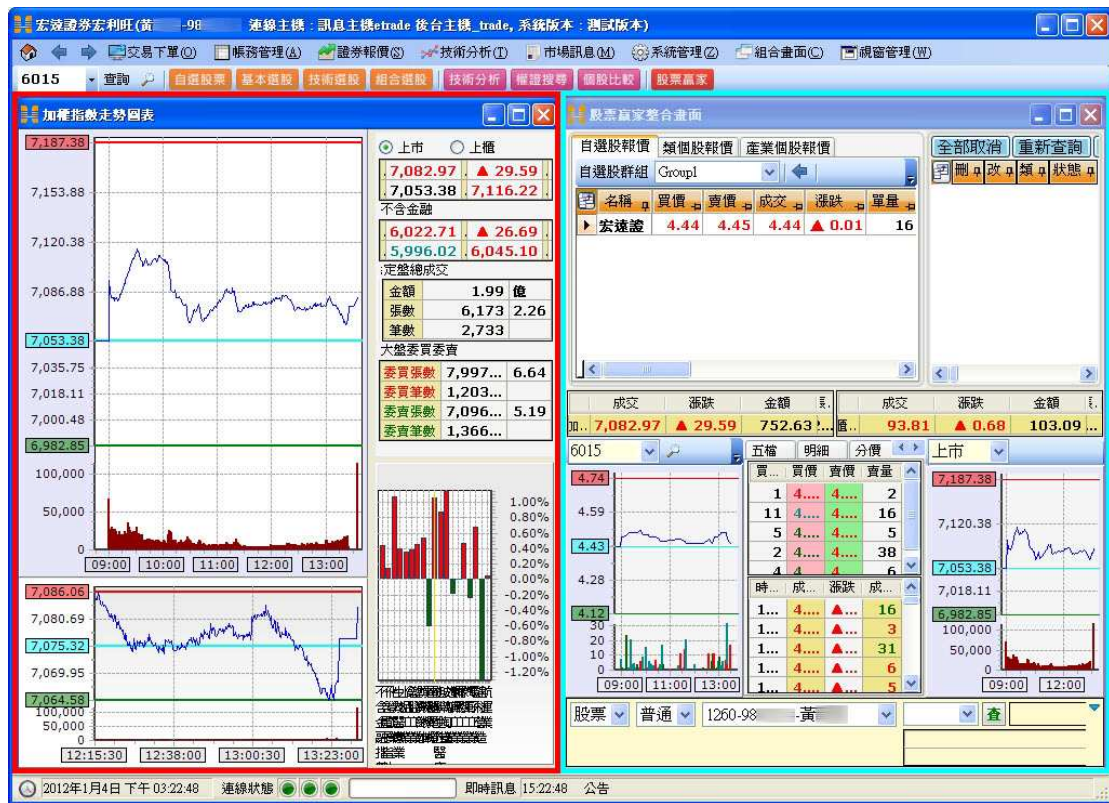 宏遠證券宏利旺(黃 -98 連線主機：訊息主機etrade 後台主機_trade, 系統版本：測試版本)
交易下單(O) 帳務管理(A) 證券報價(S) 技術分析(T) 市場訊息(M) 系統管理(Z) 組合畫面(C) 視窗管理(W)
6015 查詢 自選股票 基本選股 技術選股 組合選股 技術分析 權證搜尋 個股比較 股票贏家
加權指數走勢圖表
7,187.38
7,153.88
7,120.38
7,086.88
7,053.38
7,035.75
7,018.11
7,000.48
6,982.85
100,000
50,000
0
09:00 10:00 11:00 12:00 13:00
7,086.06
7,080.69
7,075.32
7,069.95
7,064.58
100,000
50,000
0
12:15:30 12:38:00 13:00:30 13:23:00
上市 上櫃
7,082.97 ▲ 29.59
7,053.38 7,116.22
不含金融
6,022.71 ▲ 26.69
5,996.02 6,045.10
定盤總成交
金額 1.99 億
張數 6,173 2.26
筆數 2,733
大盤委買委賣
委買張數 7,997... 6.64
委買筆數 1,203...
委賣張數 7,096... 5.19
委賣筆數 1,366...
1.00%
0.80%
0.60%
0.40%
0.20%
0.00%
-0.20%
-0.40%
-0.60%
-0.80%
-1.00%
-1.20%
股票贏家整合畫面
自選股報價 類個股報價 產業個股報價
自選股群組 Group1
名稱 買價 賣價 成交 漲跌 單量
宏遠證 4.44 4.45 4.44 ▲ 0.01 16
全部取消 重新查詢
刪 改 類 狀態
成交 漲跌 金額
加.. 7,082.97 ▲ 29.59 752.63
成交 漲跌 金額
93.81 ▲ 0.68 103.09 ...
6015
4.74
4.59
4.43
4.28
4.12
30
20
10
0
09:00 11:00 13:00
五檔 明細 分價
買... 買價 賣價 賣量
1 4.... 4.... 2
11 4.... 4.... 16
5 4.... 4.... 5
2 4.... 4.... 38
4 4 4 6
時... 成... 漲跌 成...
1... 4.... ▲... 16
1... 4.... ▲... 3
1... 4.... ▲... 31
1... 4.... ▲... 6
1... 4.... ▲... 5
上市
7,187.38
7,120.38
7,053.38
7,018.11
6,982.85
100,000
50,000
0
09:00 12:00
股票 普通 1260-98 -黃 查
2012年1月4日 下午 03:22:48 連線狀態 即時訊息 15:22:48 公告